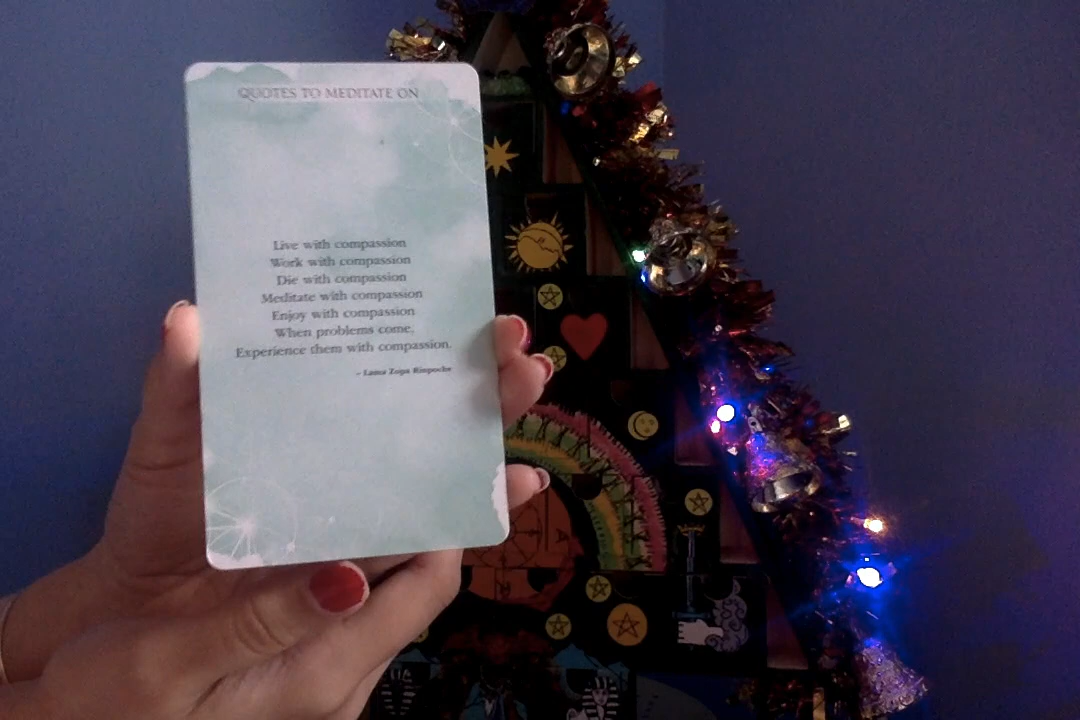 QUOTES TO MEDITATE ON
Live with compassion
Work with compassion
Die with compassion
Meditate with compassion
Enjoy with compassion
When problems come,
Experience them with compassion.
– Lama Zopa Rinpoche